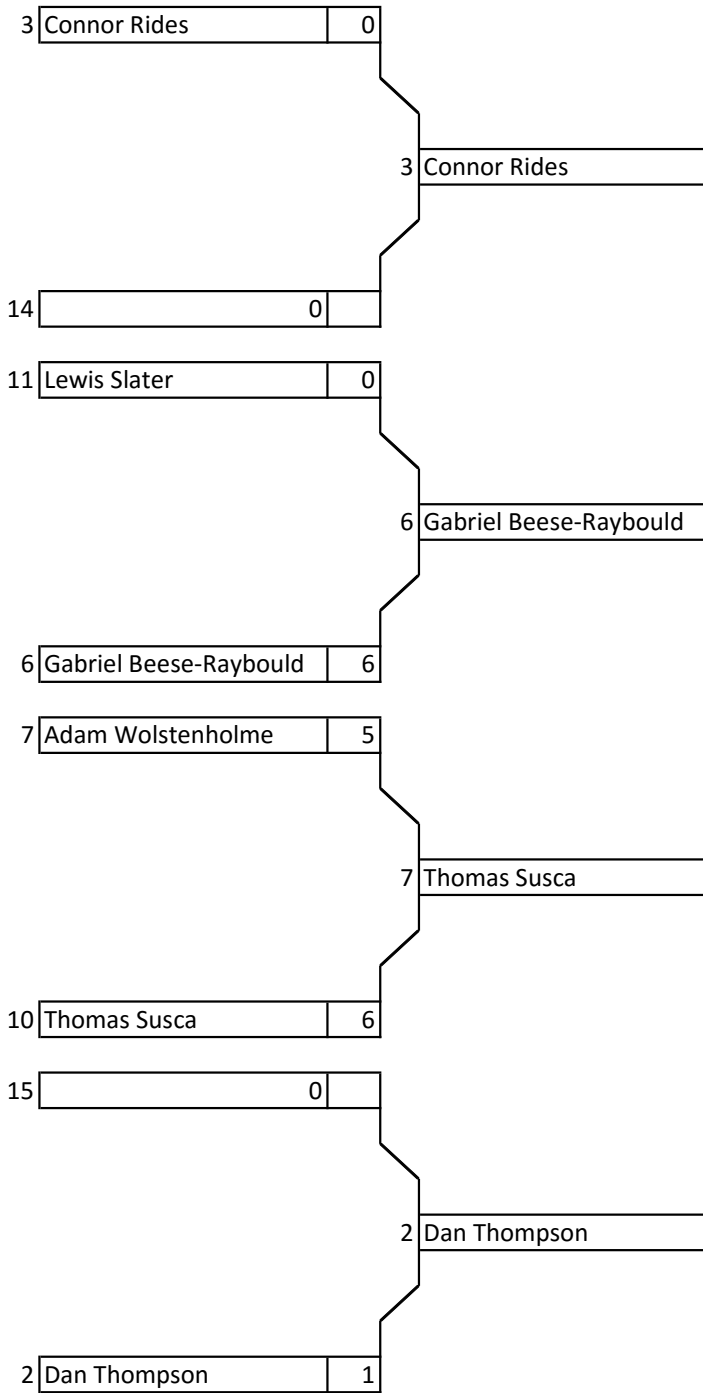 3 Connor Rides 0
3 Connor Rides
14 0
11 Lewis Slater 0
6 Gabriel Beese-Raybould
6 Gabriel Beese-Raybould 6
7 Adam Wolstenholme 5
7 Thomas Susca
10 Thomas Susca 6
15 0
2 Dan Thompson
2 Dan Thompson 1